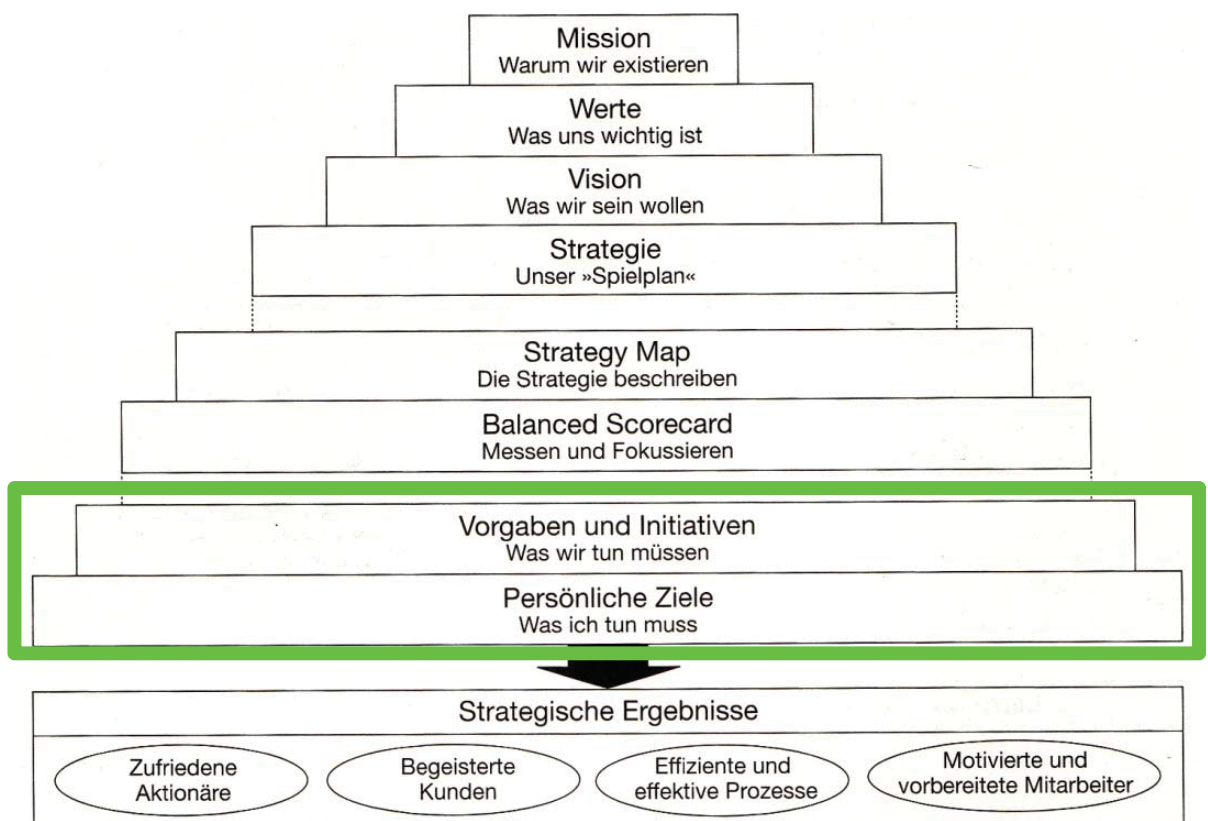 Mission
Warum wir existieren
Werte
Was uns wichtig ist
Vision
Was wir sein wollen
Strategie
Unser »Spielplan«
Strategy Map
Die Strategie beschreiben
Balanced Scorecard
Messen und Fokussieren
Vorgaben und Initiativen
Was wir tun müssen
Persönliche Ziele
Was ich tun muss
Strategische Ergebnisse
Zufriedene
Aktionäre
Begeisterte
Kunden
Effiziente und
effektive Prozesse
Motivierte und
vorbereitete Mitarbeiter